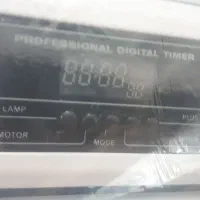 PROFESSIONAL DIGITAL TIMER
88:88 88
LAMP
MOTOR
MODE